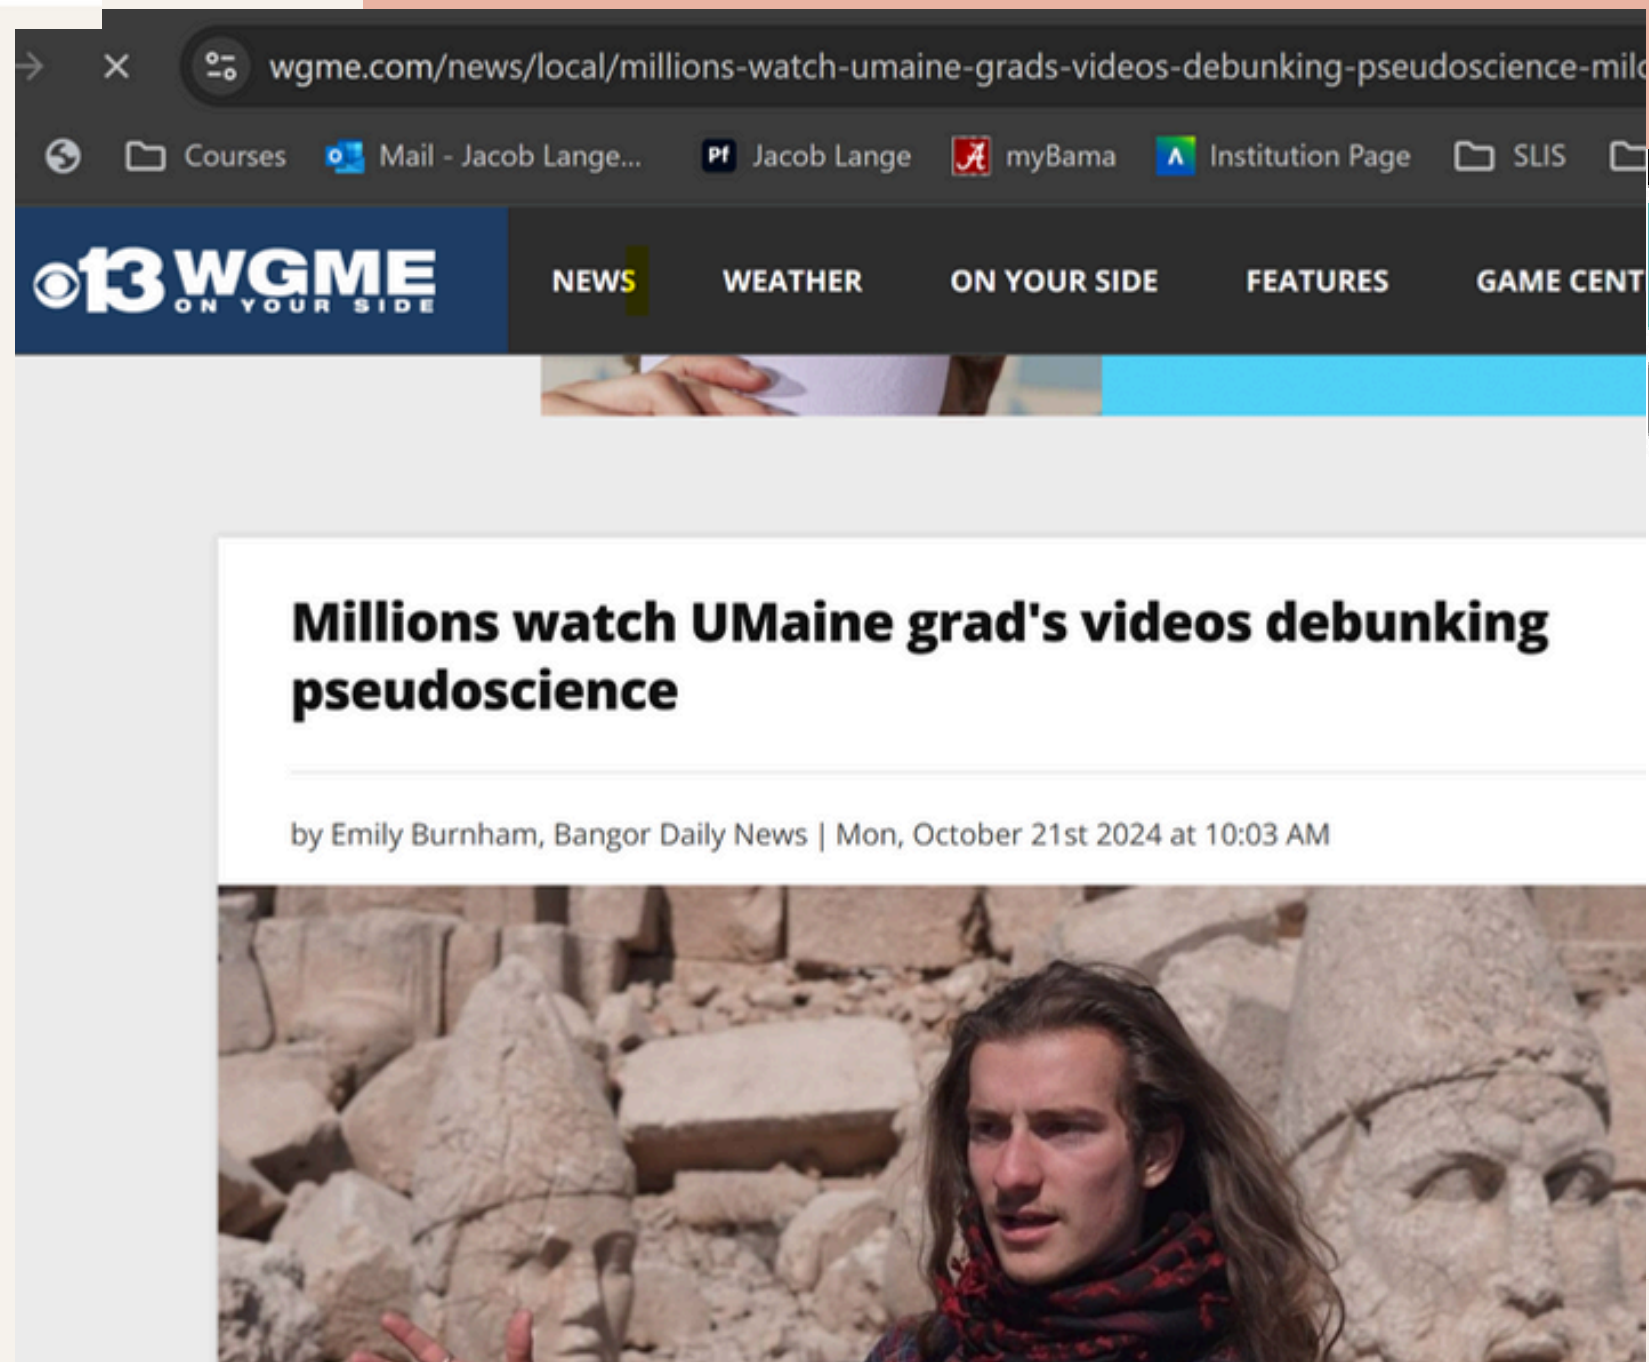 wgme.com/news/local/millions-watch-umaine-grads-videos-debunking-pseudoscience-mil
Courses Mail - Jacob Lange... Pf Jacob Lange A myBama Institution Page SLIS
13 WGME NEWS WEATHER ON YOUR SIDE FEATURES GAME CENT
ON YOUR SIDE
Millions watch UMaine grad's videos debunking
pseudoscience
by Emily Burnham, Bangor Daily News | Mon, October 21st 2024 at 10:03 AM